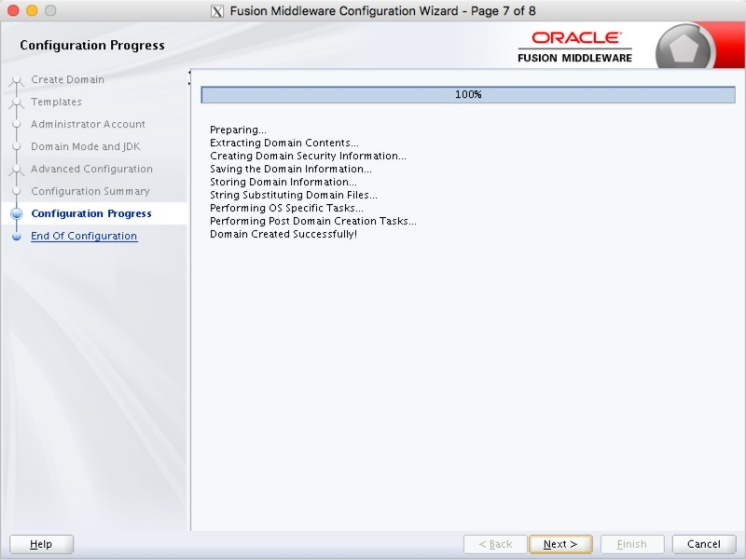 Fusion Middleware Configuration Wizard - Page 7 of 8
Configuration Progress
ORACLE
FUSION MIDDLEWARE
Create Domain
Templates
Administrator Account
Domain Mode and JDK
Advanced Configuration
Configuration Summary
Configuration Progress
End Of Configuration
100%
Preparing...
Extracting Domain Contents...
Creating Domain Security Information...
Saving the Domain Information...
Storing Domain Information...
String Substituting Domain Files...
Performing OS Specific Tasks...
Performing Post Domain Creation Tasks...
Domain Created Successfully!
Help
< Back
Next >
Finish
Cancel